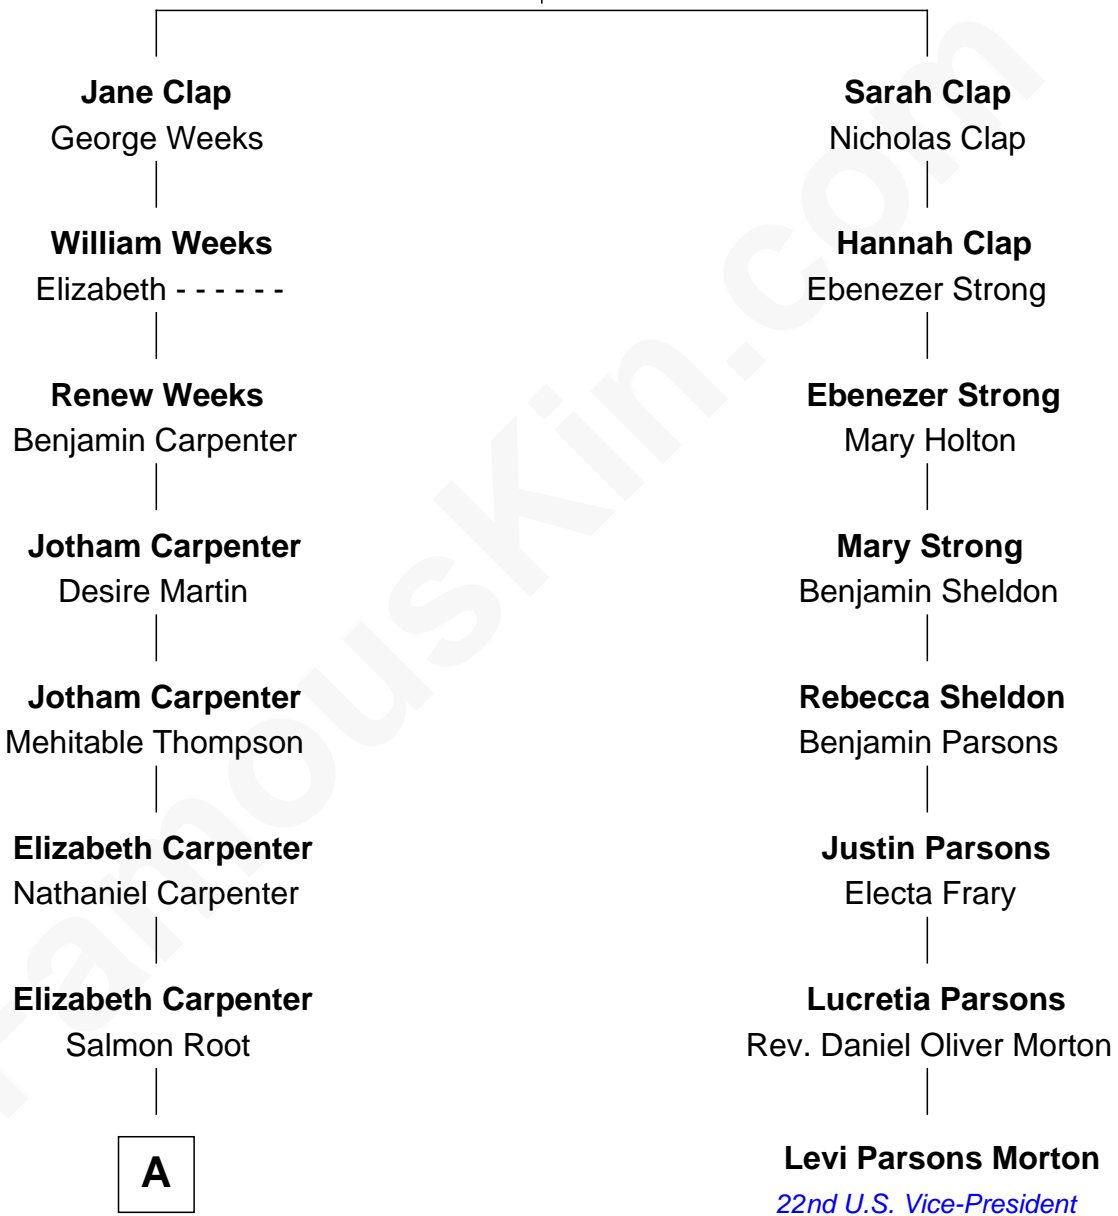 Jane Clap
George Weeks
William Weeks
Elizabeth - - - - - -
Renew Weeks
Benjamin Carpenter
Jotham Carpenter
Desire Martin
Jotham Carpenter
Mehitable Thompson
Elizabeth Carpenter
Nathaniel Carpenter
Elizabeth Carpenter
Salmon Root
A
Sarah Clap
Nicholas Clap
Hannah Clap
Ebenezer Strong
Ebenezer Strong
Mary Holton
Mary Strong
Benjamin Sheldon
Rebecca Sheldon
Benjamin Parsons
Justin Parsons
Electa Frary
Lucretia Parsons
Rev. Daniel Oliver Morton
Levi Parsons Morton
22nd U.S. Vice-President
FamousKin.com